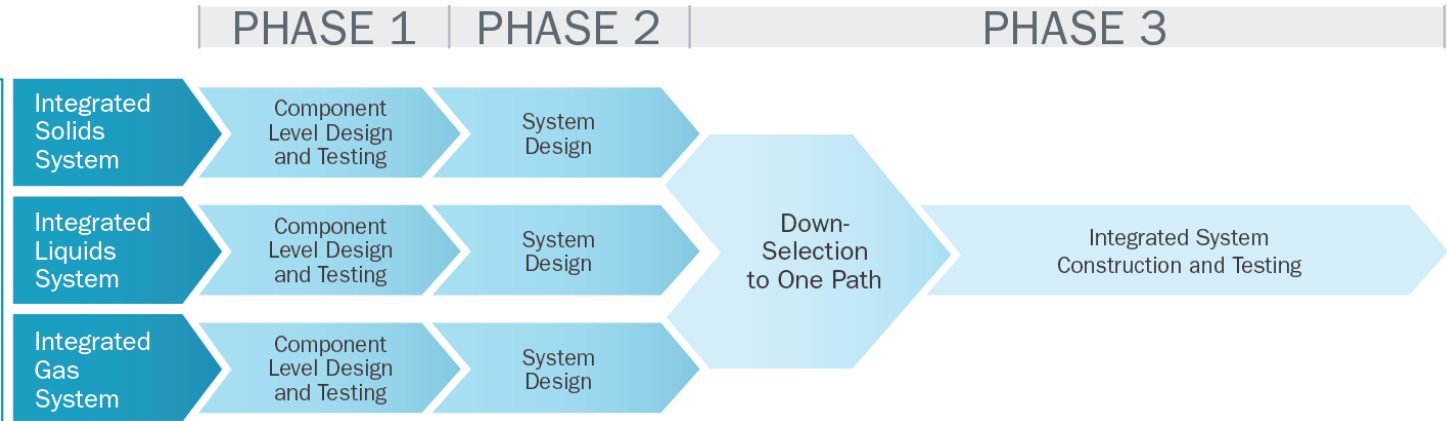 PHASE 1
PHASE 2
PHASE 3
Integrated
Solids
System
Component
Level Design
and Testing
System
Design
Integrated
Liquids
System
Component
Level Design
and Testing
System
Design
Down-
Selection
to One Path
Integrated System
Construction and Testing
Integrated
Gas
System
Component
Level Design
and Testing
System
Design